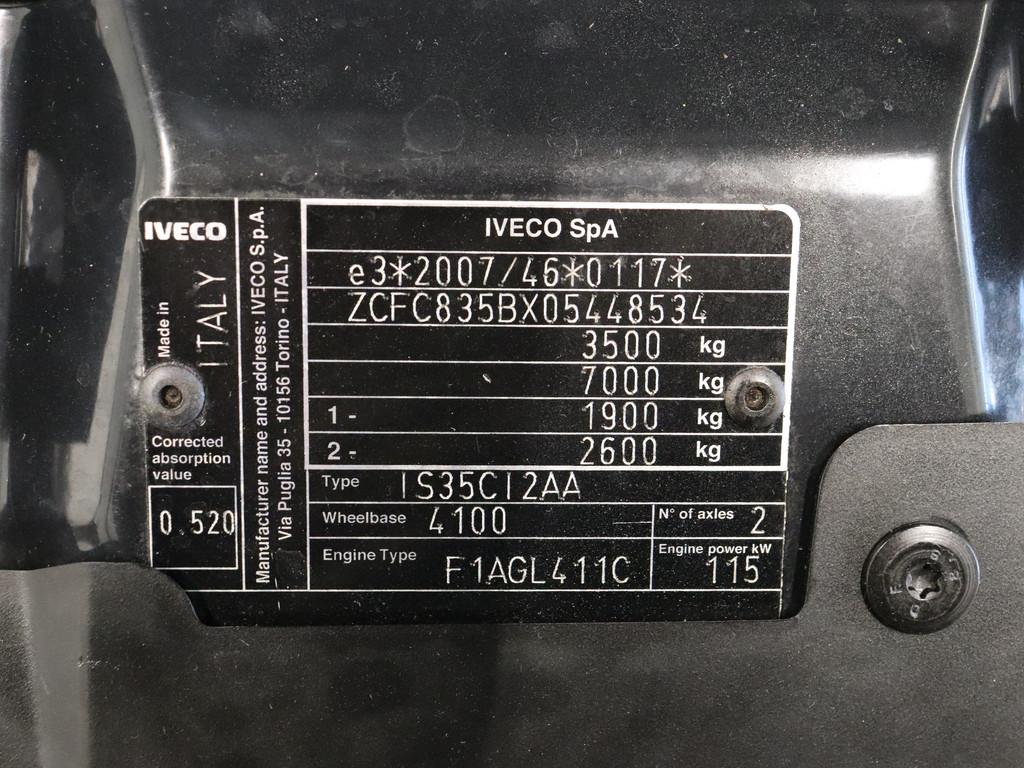 IVECO
Made in
ITALY
Corrected
absorption
value
0.520
Manufacturer name and address: IVECO S.p.A.
Via Puglia 35 - 10156 Torino - ITALY
IVECO SpA
e3*2007/46*0117*
ZCFC835BX05448534
3500 kg
7000 kg
1 - 1900 kg
2 - 2600 kg
Type IS35CI2AA
Wheelbase 4100
N° of axles 2
Engine Type F1AGL411C
Engine power kW
115